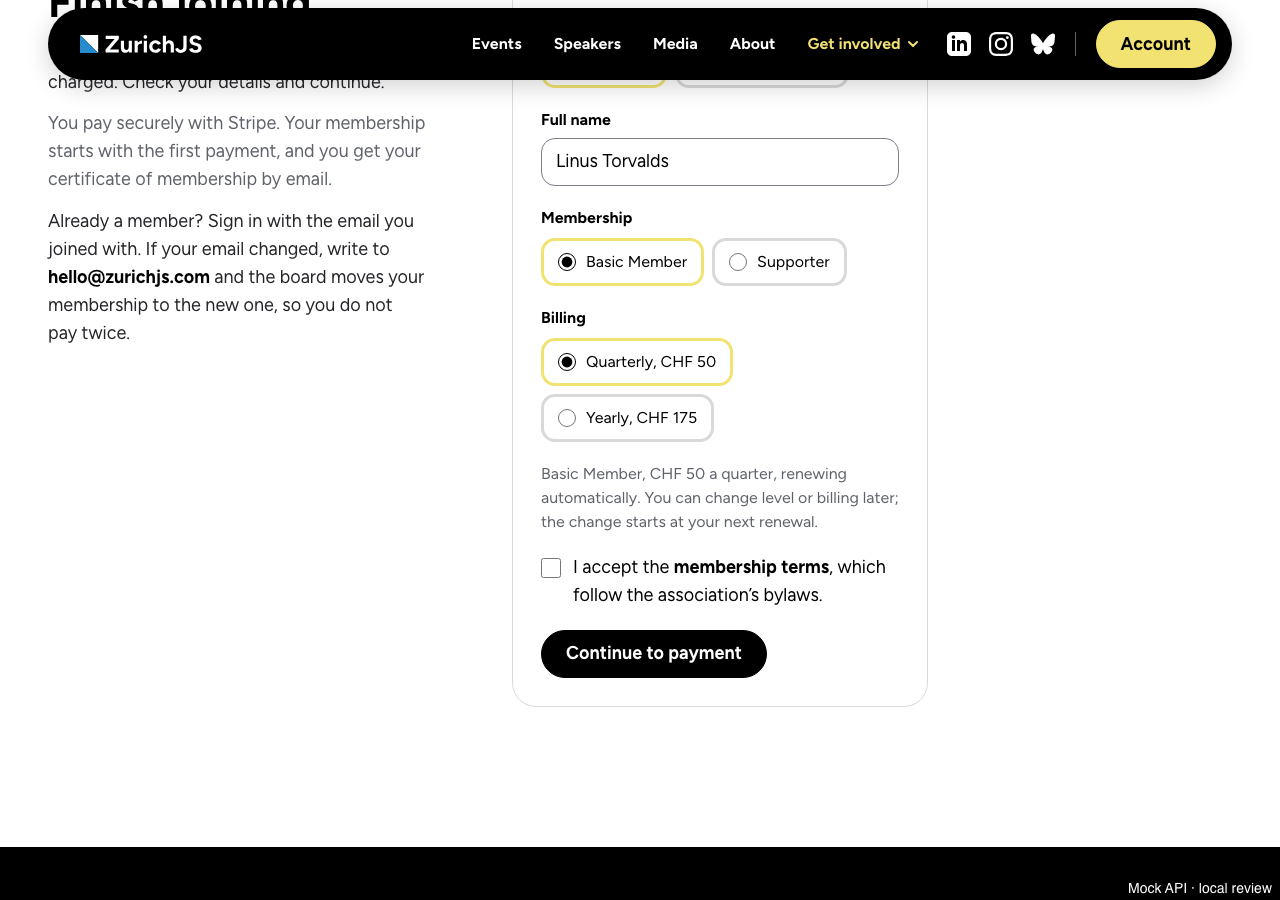 Finish joining
ZurichJS
Events
Speakers
Media
About
Get involved
Account
charged. Check your details and continue.
You pay securely with Stripe. Your membership
starts with the first payment, and you get your
certificate of membership by email.
Already a member? Sign in with the email you
joined with. If your email changed, write to
hello@zurichjs.com and the board moves your
membership to the new one, so you do not
pay twice.
Full name
Linus Torvalds
Membership
Basic Member
Supporter
Billing
Quarterly, CHF 50
Yearly, CHF 175
Basic Member, CHF 50 a quarter, renewing
automatically. You can change level or billing later;
the change starts at your next renewal.
I accept the membership terms, which
follow the association’s bylaws.
Continue to payment
Mock API · local review